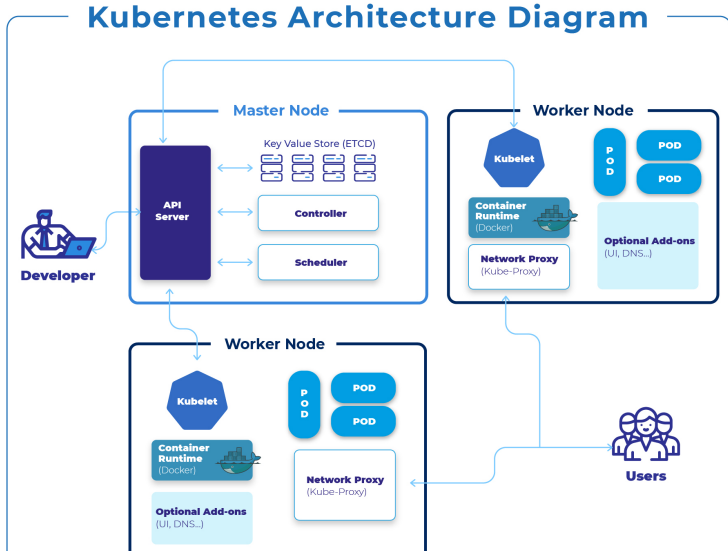 Kubernetes Architecture Diagram
Master Node
Key Value Store (ETCD)
API
Server
Controller
Scheduler
Developer
Worker Node
Kubelet
POD
POD
POD
Container
Runtime
(Docker)
Network Proxy
(Kube-Proxy)
Optional Add-ons
(UI, DNS...)
Worker Node
Kubelet
POD
POD
POD
Container
Runtime
(Docker)
Network Proxy
(Kube-Proxy)
Optional Add-ons
(UI, DNS...)
Users